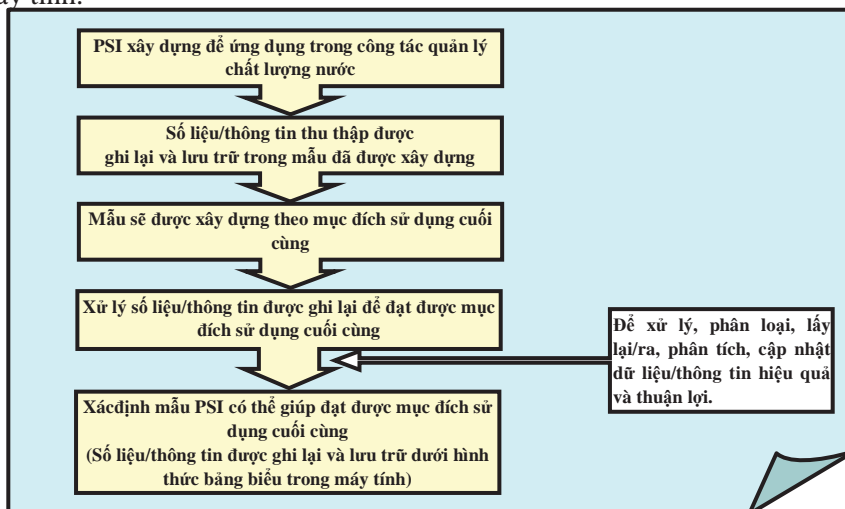 máy tính.
PSI xây dựng để ứng dụng trong công tác quản lý
chất lượng nước
Số liệu/thông tin thu thập được
ghi lại và lưu trữ trong mẫu đã được xây dựng
Mẫu sẽ được xây dựng theo mục đích sử dụng cuối
cùng
Xử lý số liệu/thông tin được ghi lại để đạt được mục
đích sử dụng cuối cùng
Để xử lý, phân loại, lấy
lại/ra, phân tích, cập nhật
dữ liệu/thông tin hiệu quả
và thuận lợi.
Xácđịnh mẫu PSI có thể giúp đạt được mục đích sử
dụng cuối cùng
(Số liệu/thông tin được ghi lại và lưu trữ dưới hình
thức bảng biểu trong máy tính)